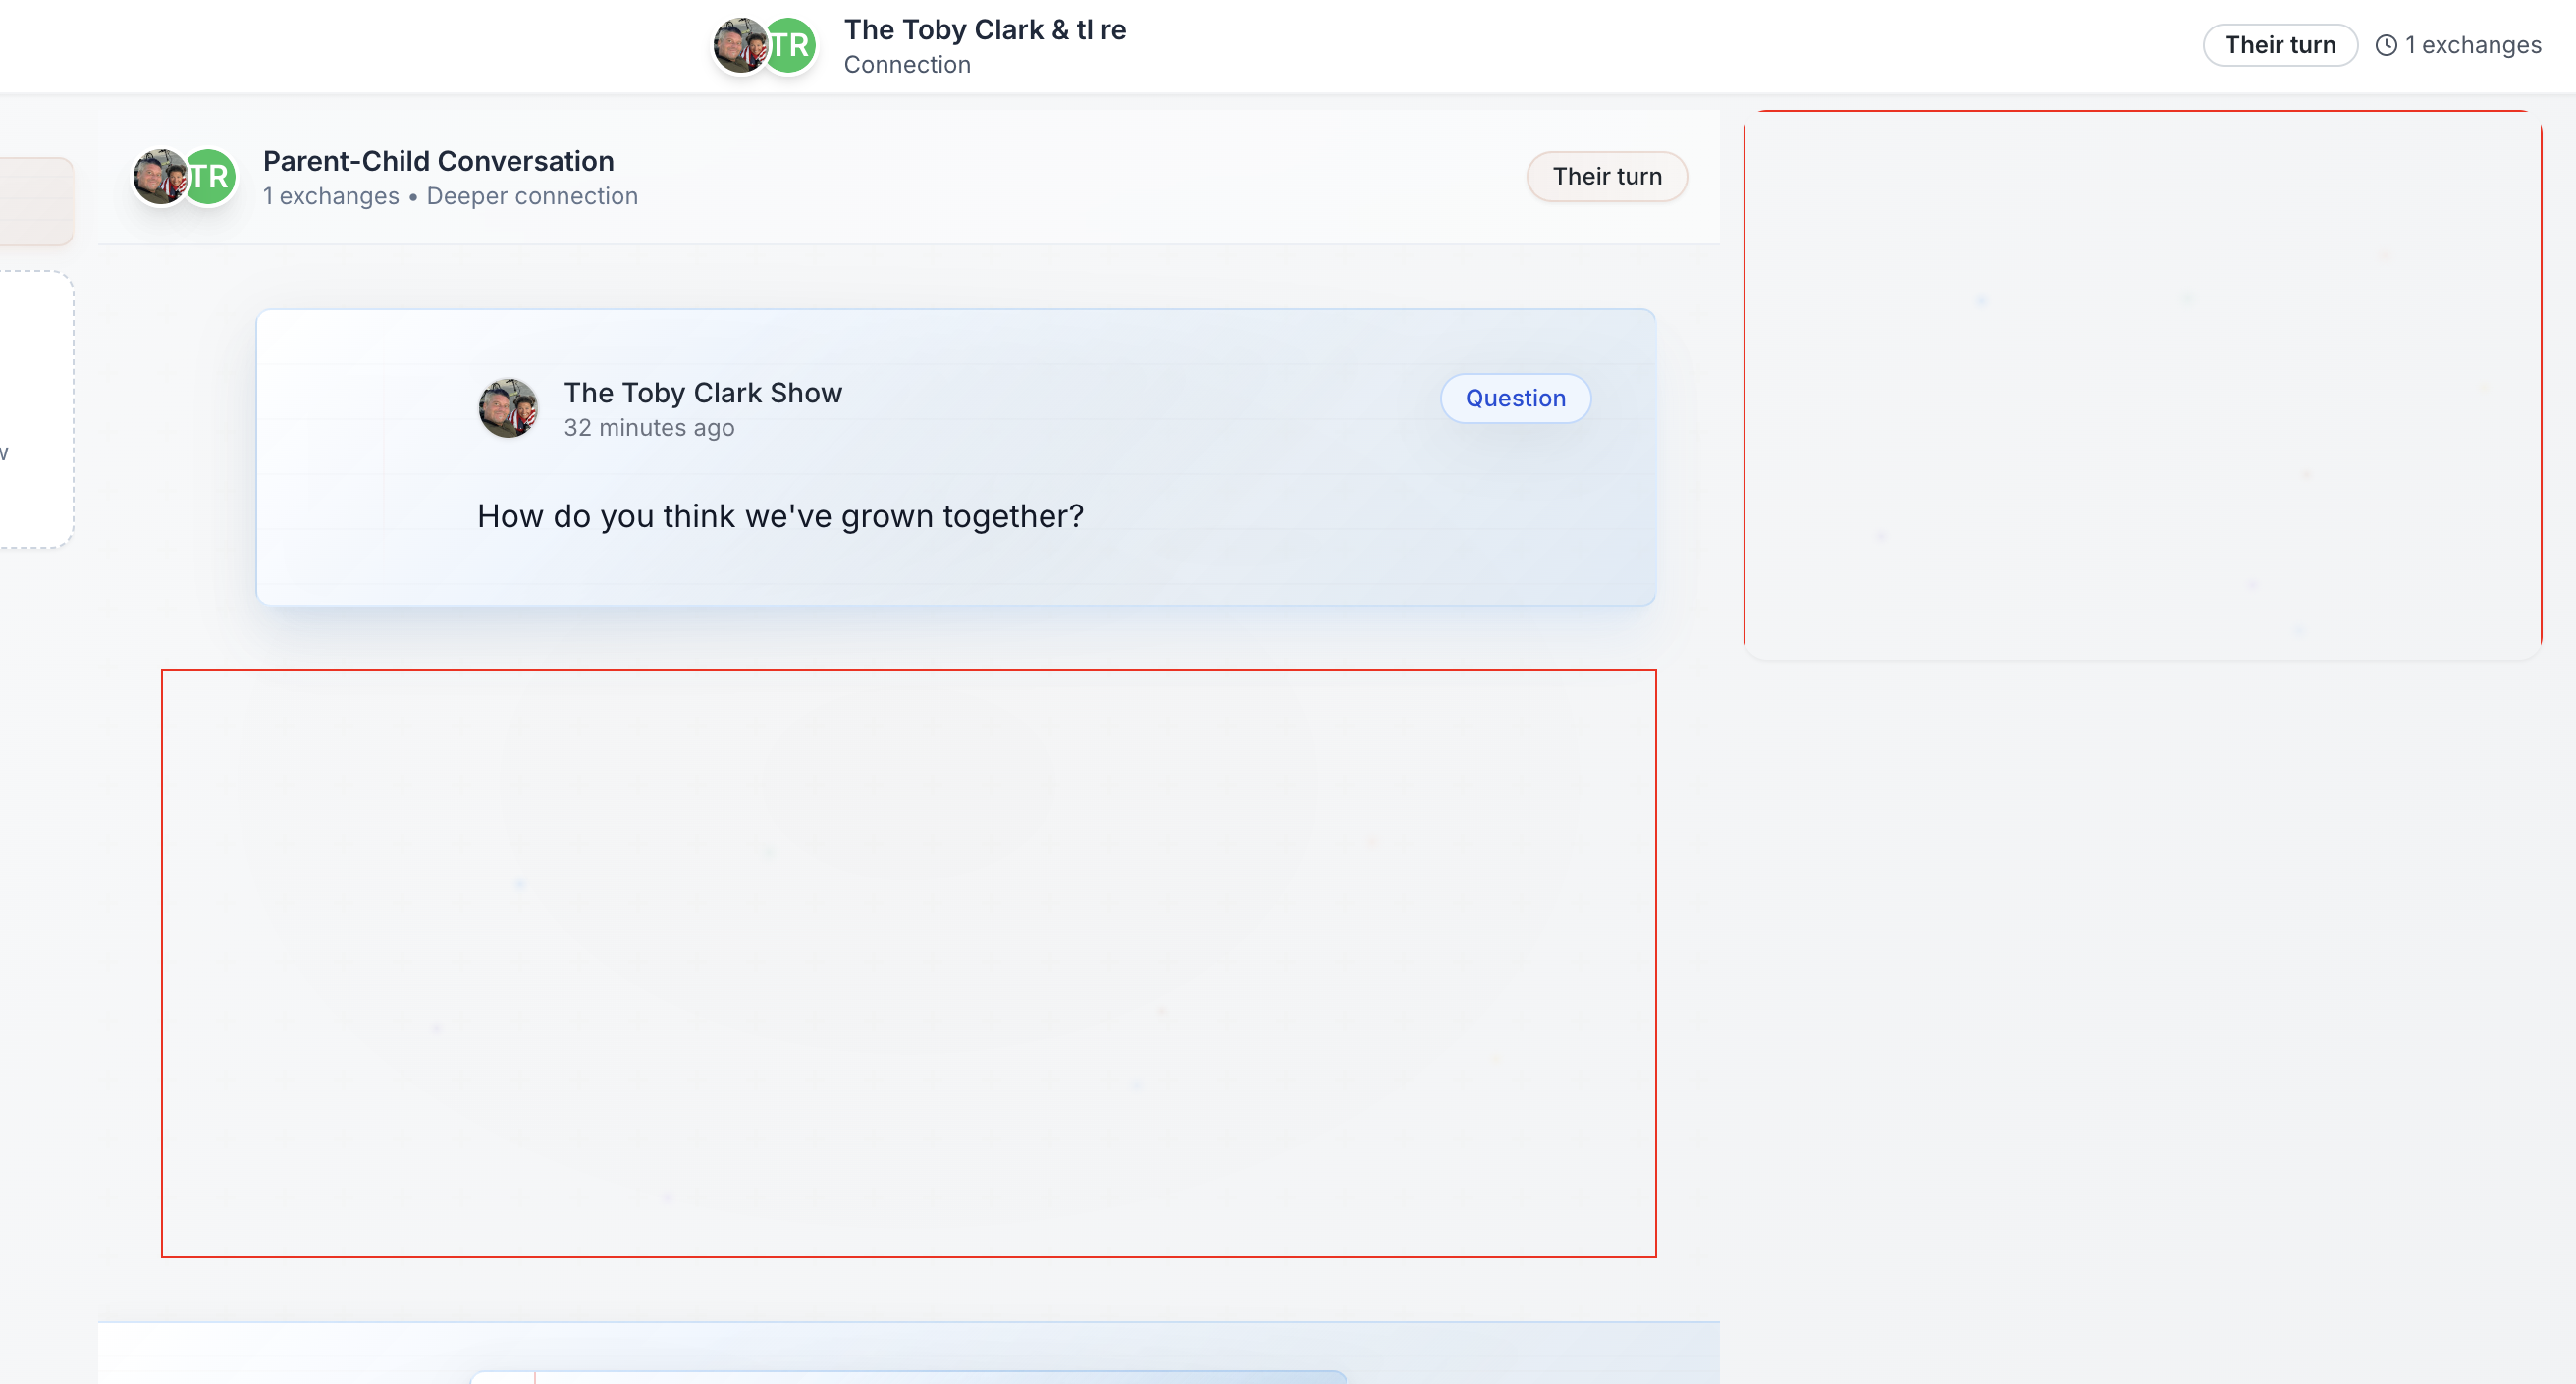 TR
The Toby Clark & tl re
Connection
Their turn
1 exchanges
TR
Parent-Child Conversation
1 exchanges • Deeper connection
Their turn
The Toby Clark Show
32 minutes ago
Question
How do you think we've grown together?